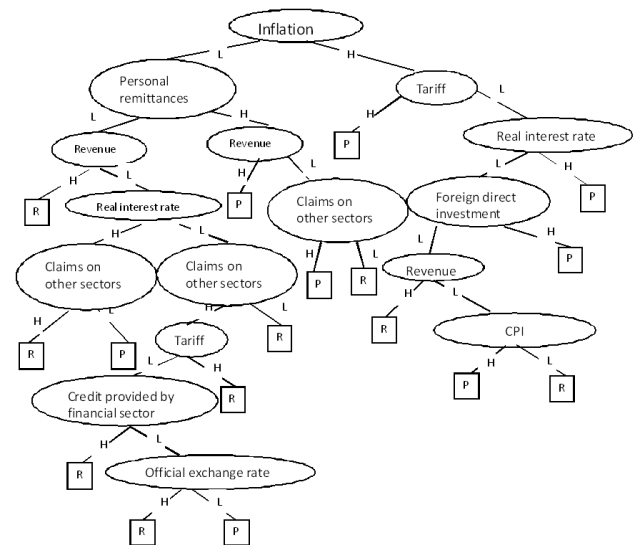 Inflation
L
H
Personal
remittances
Tariff
L
H
H
L
Revenue
Revenue
P
Real interest rate
H
L
H
L
L
H
R
Real interest rate
P
Claims on
other sectors
Foreign direct
investment
P
H
L
H
L
L
H
Claims on
other sectors
Claims on
other sectors
P
R
Revenue
P
H
L
H
L
H
L
R
P
Tariff
R
R
CPI
L
H
H
L
Credit provided by
financial sector
R
P
R
H
L
R
Official exchange rate
H
L
R
P